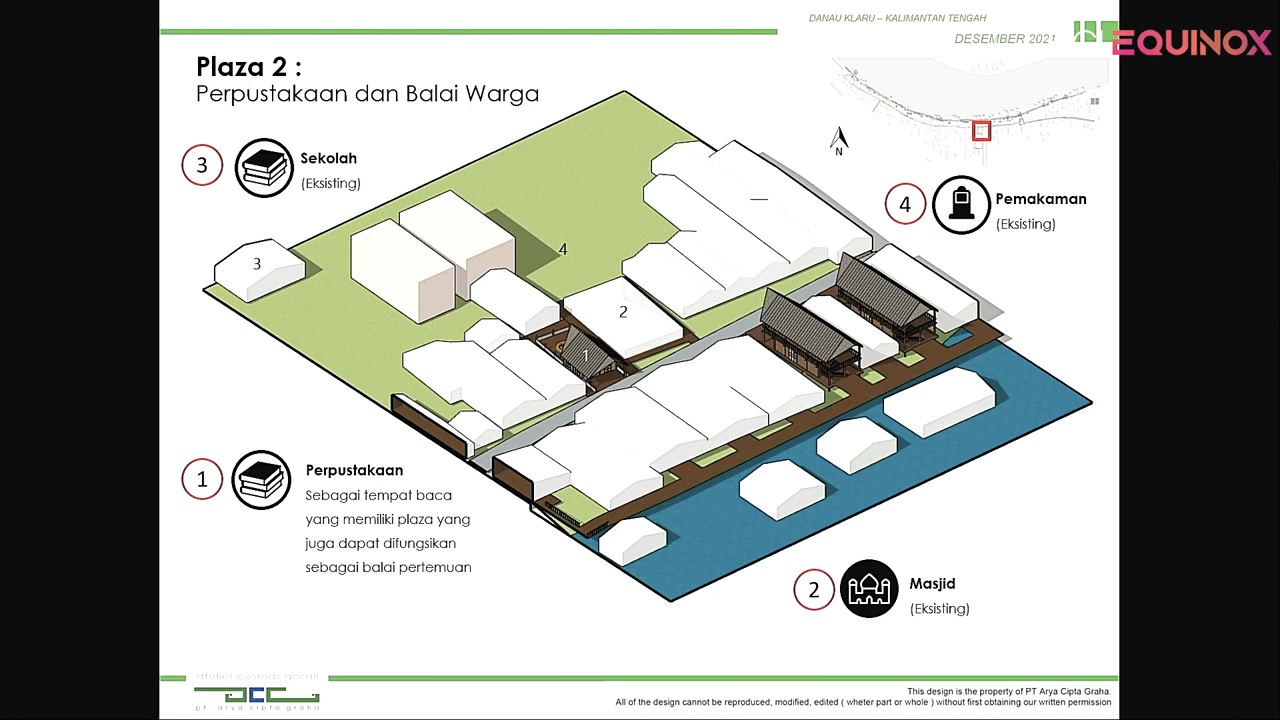 DANAU KLARU – KALIMANTAN TENGAH
DESEMBER 2021
EQUINOX
Plaza 2 :
Perpustakaan dan Balai Warga
N
3
Sekolah
(Eksisting)
4
Pemakaman
(Eksisting)
3
4
2
1
1
Perpustakaan
Sebagai tempat baca
yang memiliki plaza yang
juga dapat difungsikan
sebagai balai pertemuan
2
Masjid
(Eksisting)
atelier cosmas gozali
acg
pt. arya cipta graha
This design is the property of PT Arya Cipta Graha.
All of the design cannot be reproduced, modified, edited ( wheter part or whole ) without first obtaining our written permission